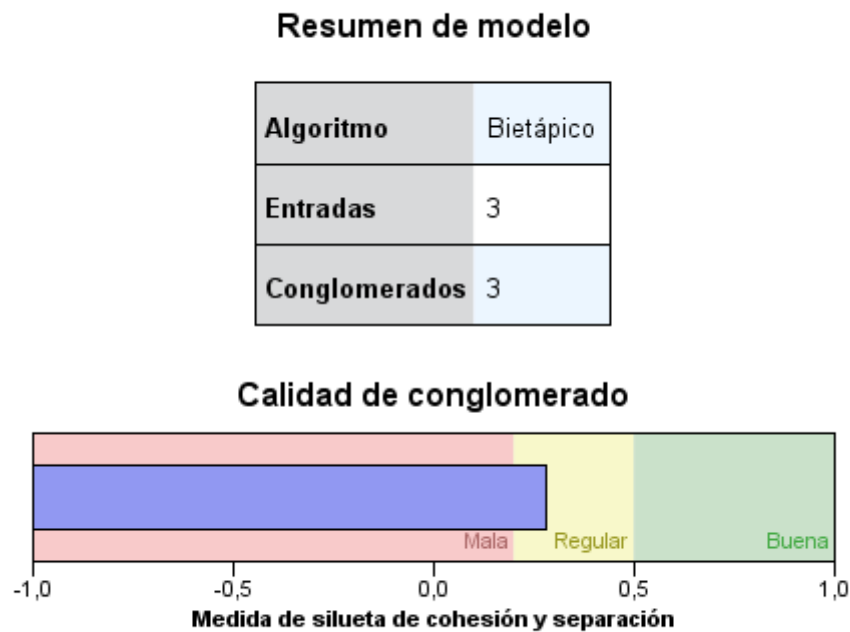 Resumen de modelo
Algoritmo Bietápico
Entradas 3
Conglomerados 3
Calidad de conglomerado
Mala Regular Buena
-1,0 -0,5 0,0 0,5 1,0
Medida de silueta de cohesión y separación